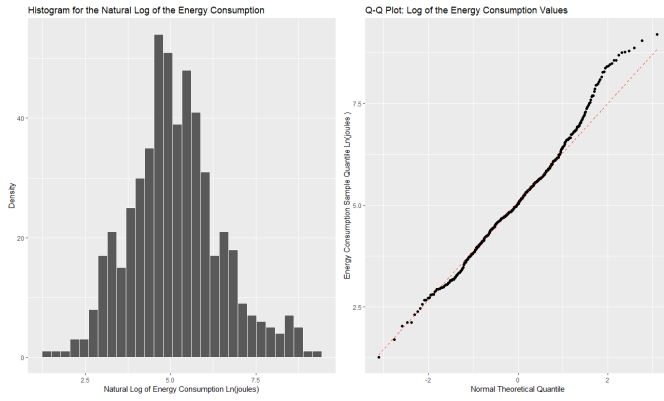 Histogram for the Natural Log of the Energy Consumption
Density
40
20
0
2.5
5.0
7.5
Natural Log of Energy Consumption Ln(joules)
Q-Q Plot: Log of the Energy Consumption Values
Energy Consumption Sample Quantile Ln(joules )
7.5
5.0
2.5
-2
0
2
Normal Theoretical Quantile